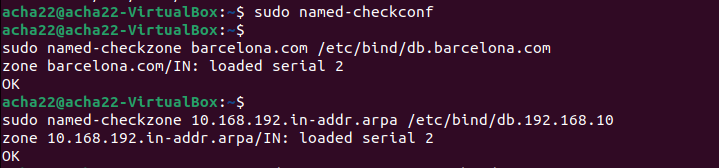 acha22@acha22-VirtualBox:~$ sudo named-checkconf
acha22@acha22-VirtualBox:~$
sudo named-checkzone barcelona.com /etc/bind/db.barcelona.com
zone barcelona.com/IN: loaded serial 2
OK
acha22@acha22-VirtualBox:~$
sudo named-checkzone 10.168.192.in-addr.arpa /etc/bind/db.192.168.10
zone 10.168.192.in-addr.arpa/IN: loaded serial 2
OK